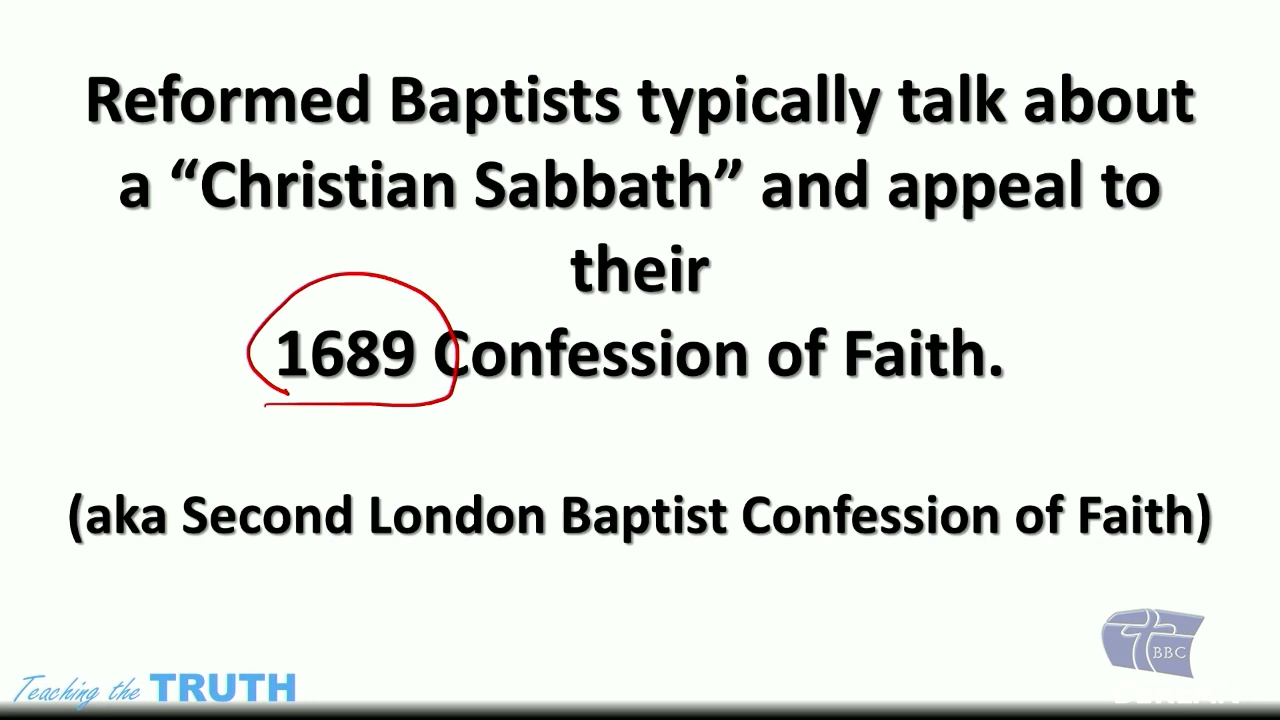 Reformed Baptists typically talk about
a “Christian Sabbath” and appeal to
their
1689 Confession of Faith.
(aka Second London Baptist Confession of Faith)
BBC
Teaching the TRUTH